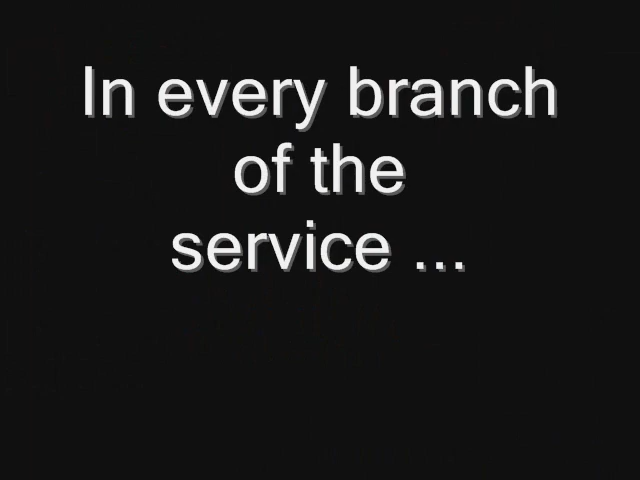 In every branch
of the
service ...